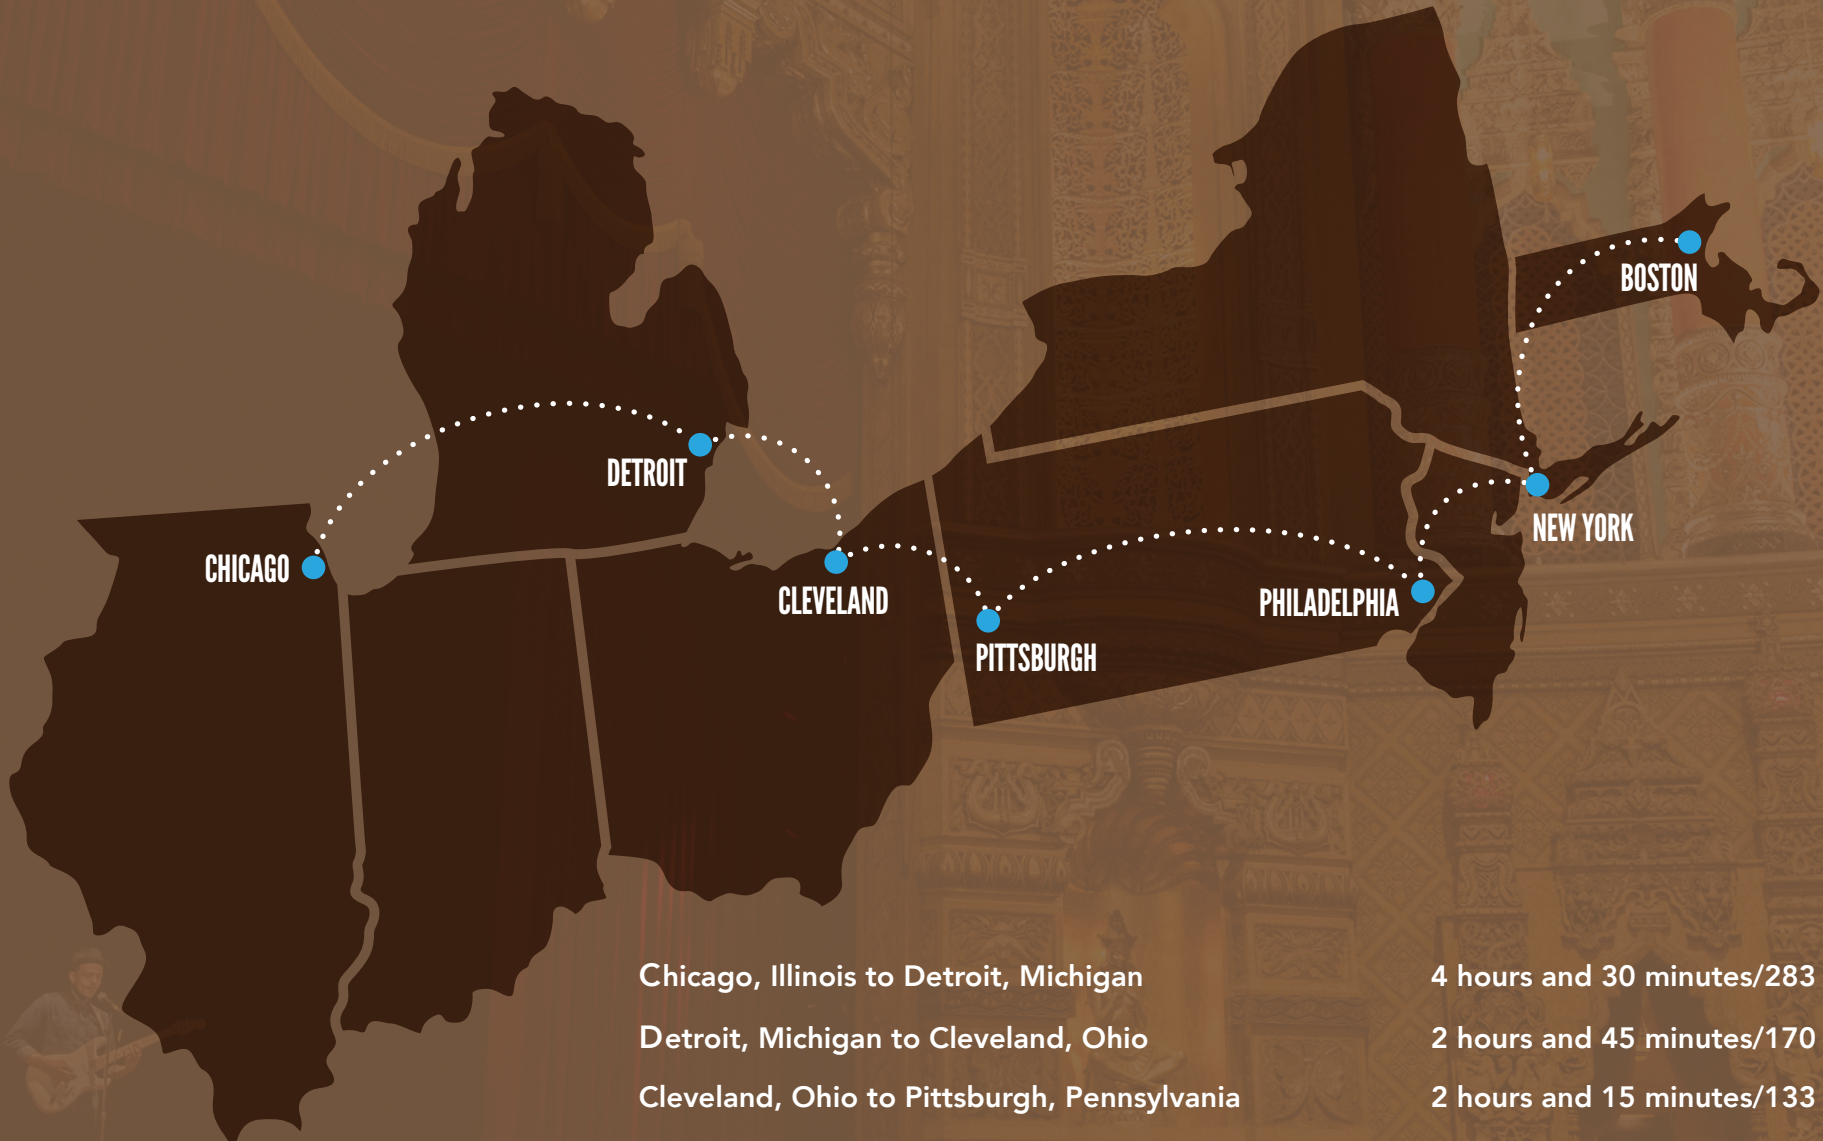 BOSTON
DETROIT
NEW YORK
CHICAGO
CLEVELAND
PHILADELPHIA
PITTSBURGH
Chicago, Illinois to Detroit, Michigan 4 hours and 30 minutes/283
Detroit, Michigan to Cleveland, Ohio 2 hours and 45 minutes/170
Cleveland, Ohio to Pittsburgh, Pennsylvania 2 hours and 15 minutes/133